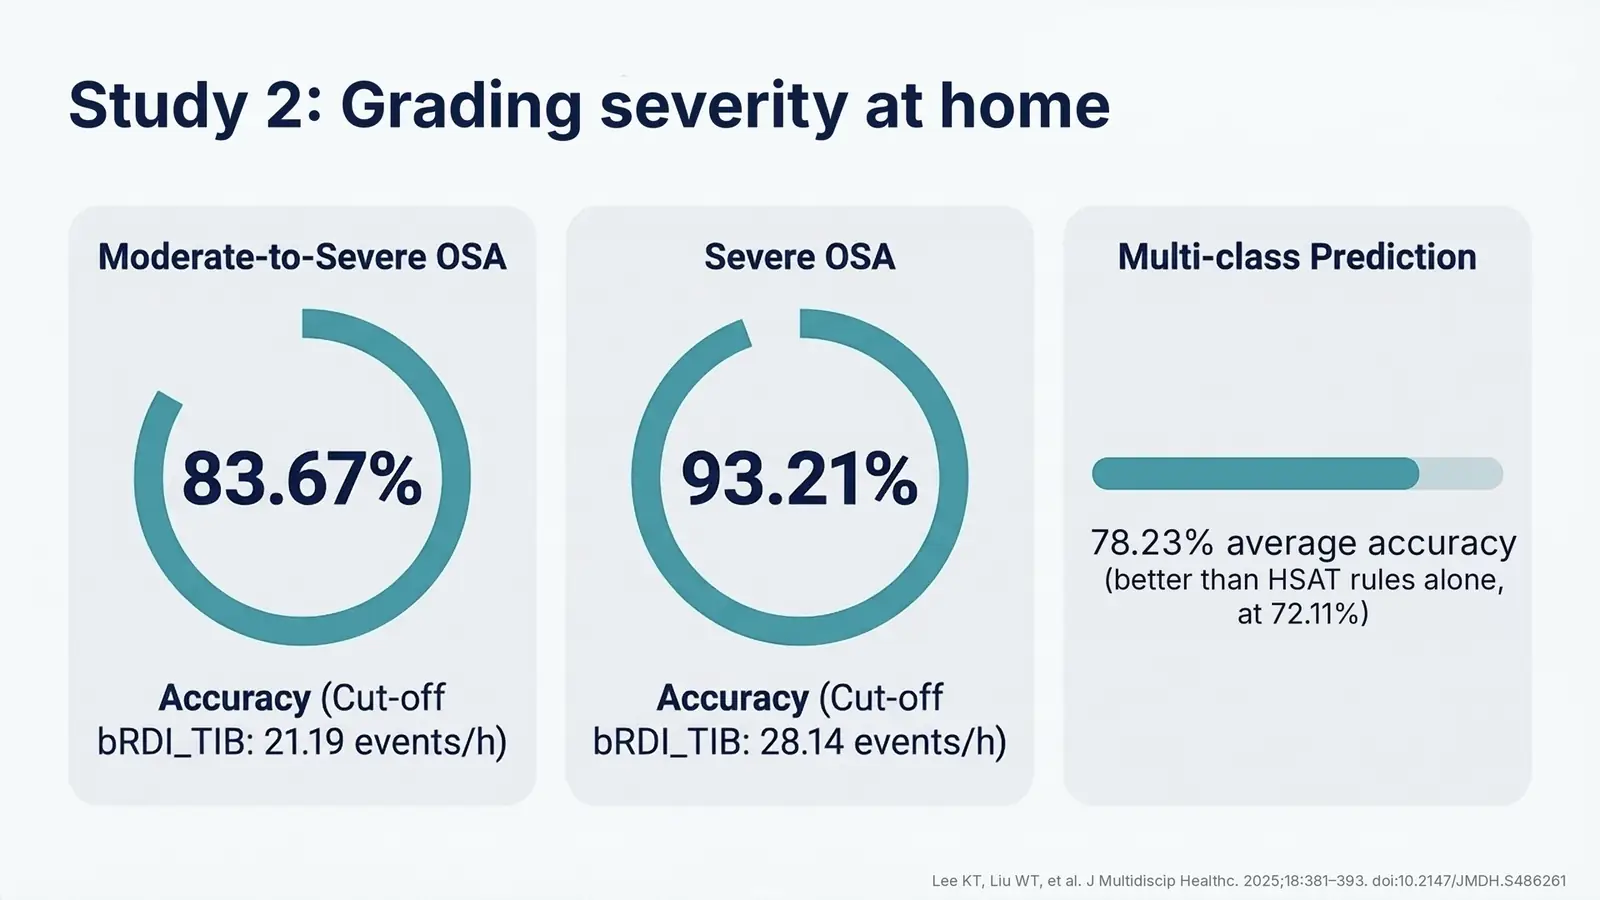 Study 2: Grading severity at home
Moderate-to-Severe OSA
83.67%
Accuracy (Cut-off
bRDI_TIB: 21.19 events/h)
Severe OSA
93.21%
Accuracy (Cut-off
bRDI_TIB: 28.14 events/h)
Multi-class Prediction
78.23% average accuracy
(better than HSAT rules alone,
at 72.11%)
Lee KT, Liu WT, et al. J Multidiscip Healthc. 2025;18:381–393. doi:10.2147/JMDH.S486261